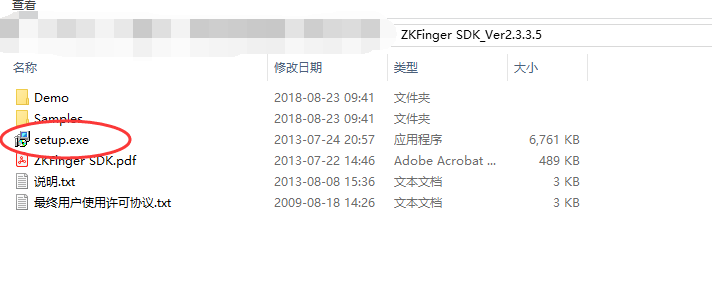 查看
ZKFinger SDK_Ver2.3.3.5
名称 修改日期 类型 大小
Demo 2018-08-23 09:41 文件夹
Samples 2018-08-23 09:41 文件夹
setup.exe 2013-07-24 20:57 应用程序 6,761 KB
ZKFinger SDK.pdf 2013-07-22 14:46 Adobe Acrobat ... 489 KB
说明.txt 2013-08-08 15:36 文本文档 3 KB
最终用户使用许可协议.txt 2009-08-18 14:26 文本文档 3 KB